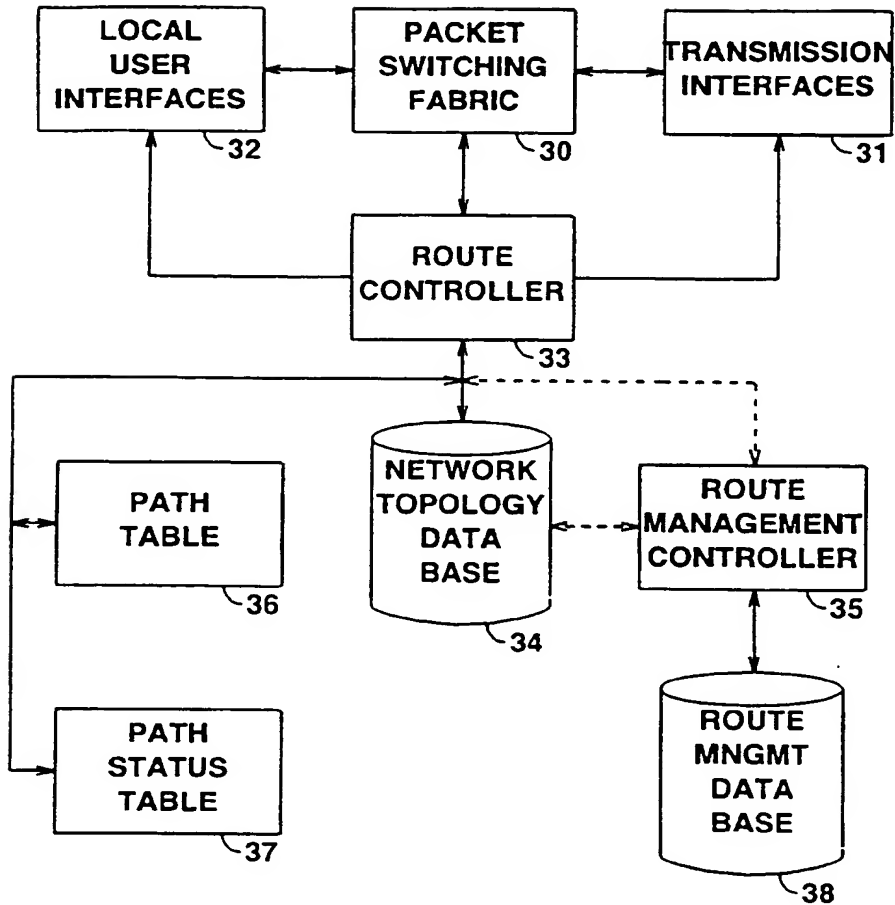 LOCAL
USER
INTERFACES
32
PACKET
SWITCHING
FABRIC
30
TRANSMISSION
INTERFACES
31
ROUTE
CONTROLLER
33
PATH
TABLE
36
NETWORK
TOPOLOGY
DATA
BASE
34
ROUTE
MANAGEMENT
CONTROLLER
35
PATH
STATUS
TABLE
37
ROUTE
MNGMT
DATA
BASE
38